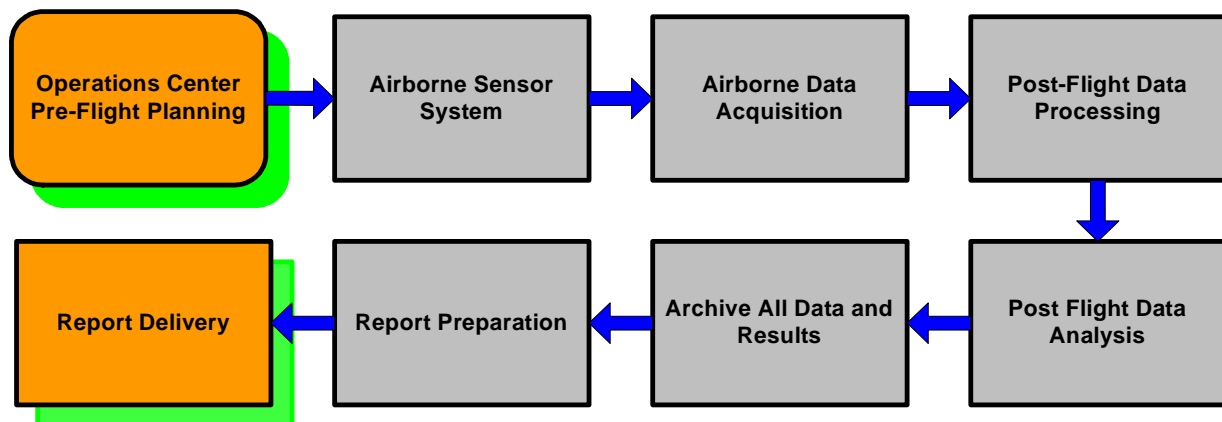 Operations Center
Pre-Flight Planning
Airborne Sensor
System
Airborne Data
Acquisition
Post-Flight Data
Processing
Report Delivery
Report Preparation
Archive All Data and
Results
Post Flight Data
Analysis